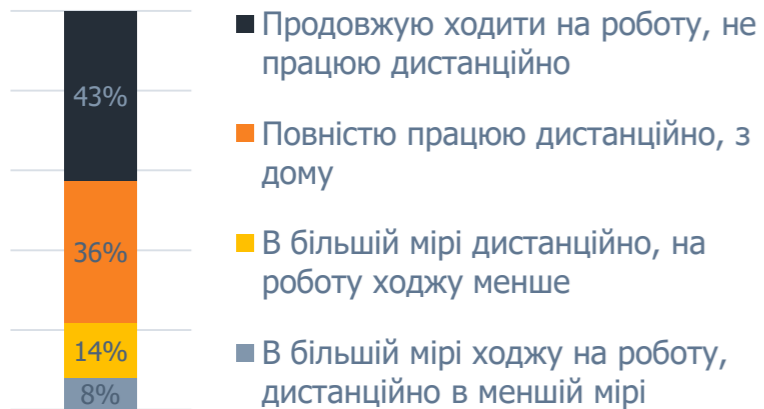 43%
36%
14%
8%
Продовжую ходити на роботу, не
працюю дистанційно
Повністю працюю дистанційно, з
дому
В більшій мірі дистанційно, на
роботу ходжу менше
В більшій мірі ходжу на роботу,
дистанційно в меншій мірі